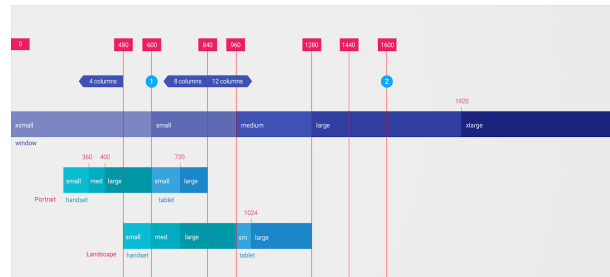 0 480 600 840 960 1280 1440 1600
4 columns 1 8 columns 12 columns 2
1920
xsmall small medium large xlarge
window
360 400 720
small med large small large
Portrait handset tablet
1024
small med large sm large
Landscape handset tablet